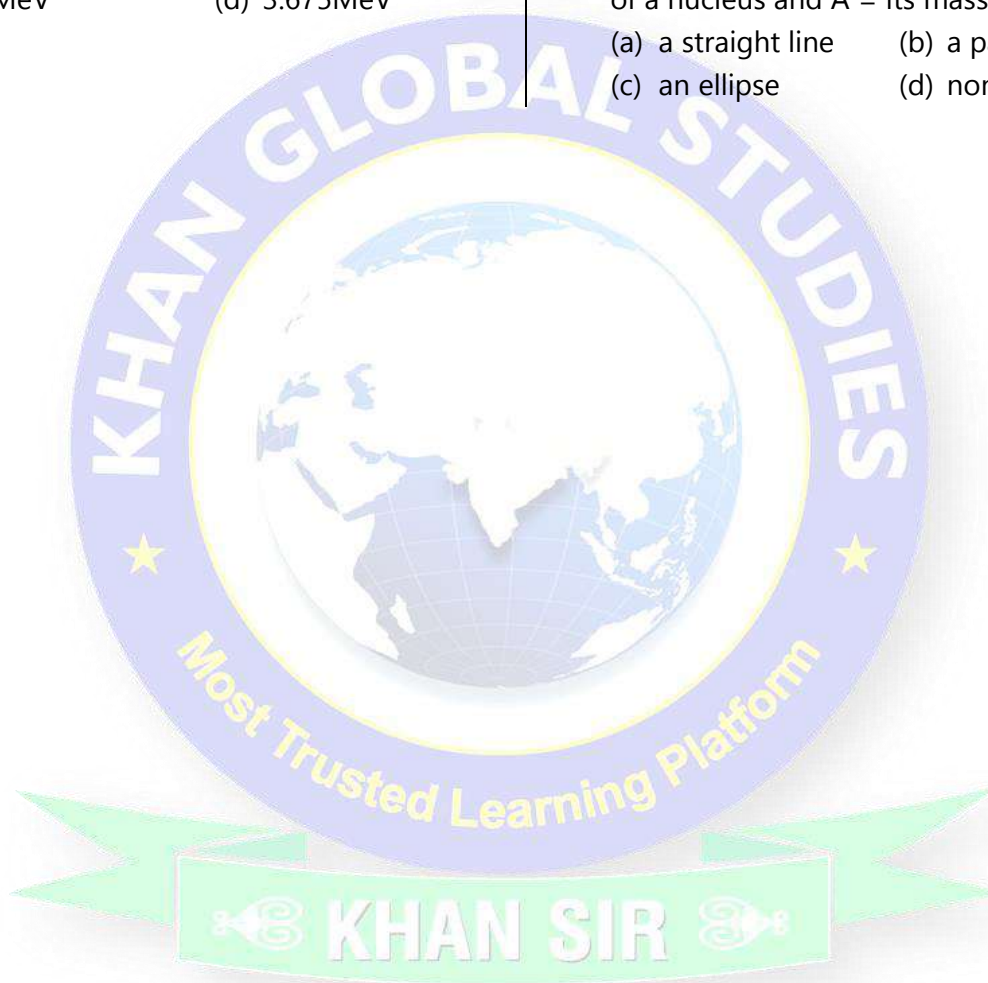 MeV (d) 3.675MeV
of a nucleus and A = its mass
(a) a straight line (b) a
(c) an ellipse (d)
KHAN GLOBAL STUDIES
Most Trusted Learning Platform
KHAN SIR